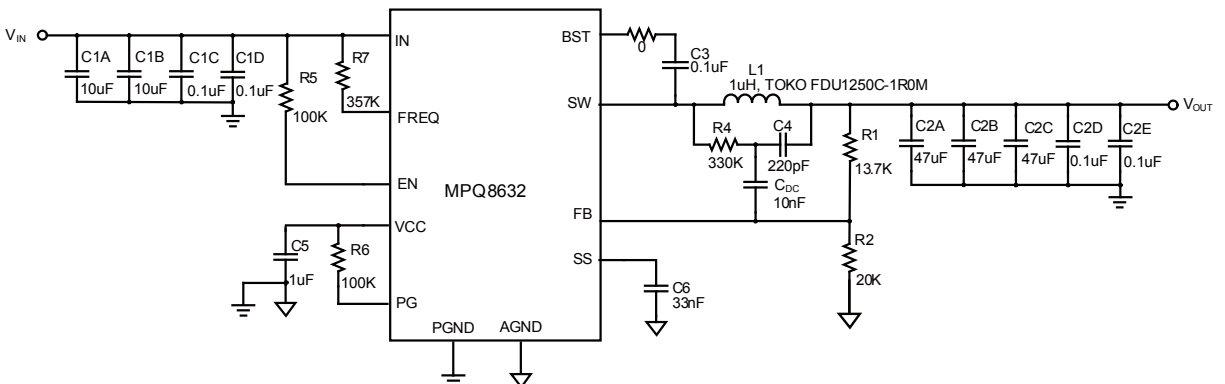 VIN
C1A
10uF
C1B
10uF
C1C
0.1uF
C1D
0.1uF
R5
100K
R7
357K
IN
FREQ
EN
VCC
PG
MPQ8632
PGND
AGND
BST
SW
FB
SS
C5
1uF
R6
100K
0
C3
0.1uF
L1
1uH, TOKO FDU1250C-1R0M
R4
330K
C4
220pF
CDC
10nF
R1
13.7K
R2
20K
C6
33nF
C2A
47uF
C2B
47uF
C2C
47uF
C2D
0.1uF
C2E
0.1uF
VOUT